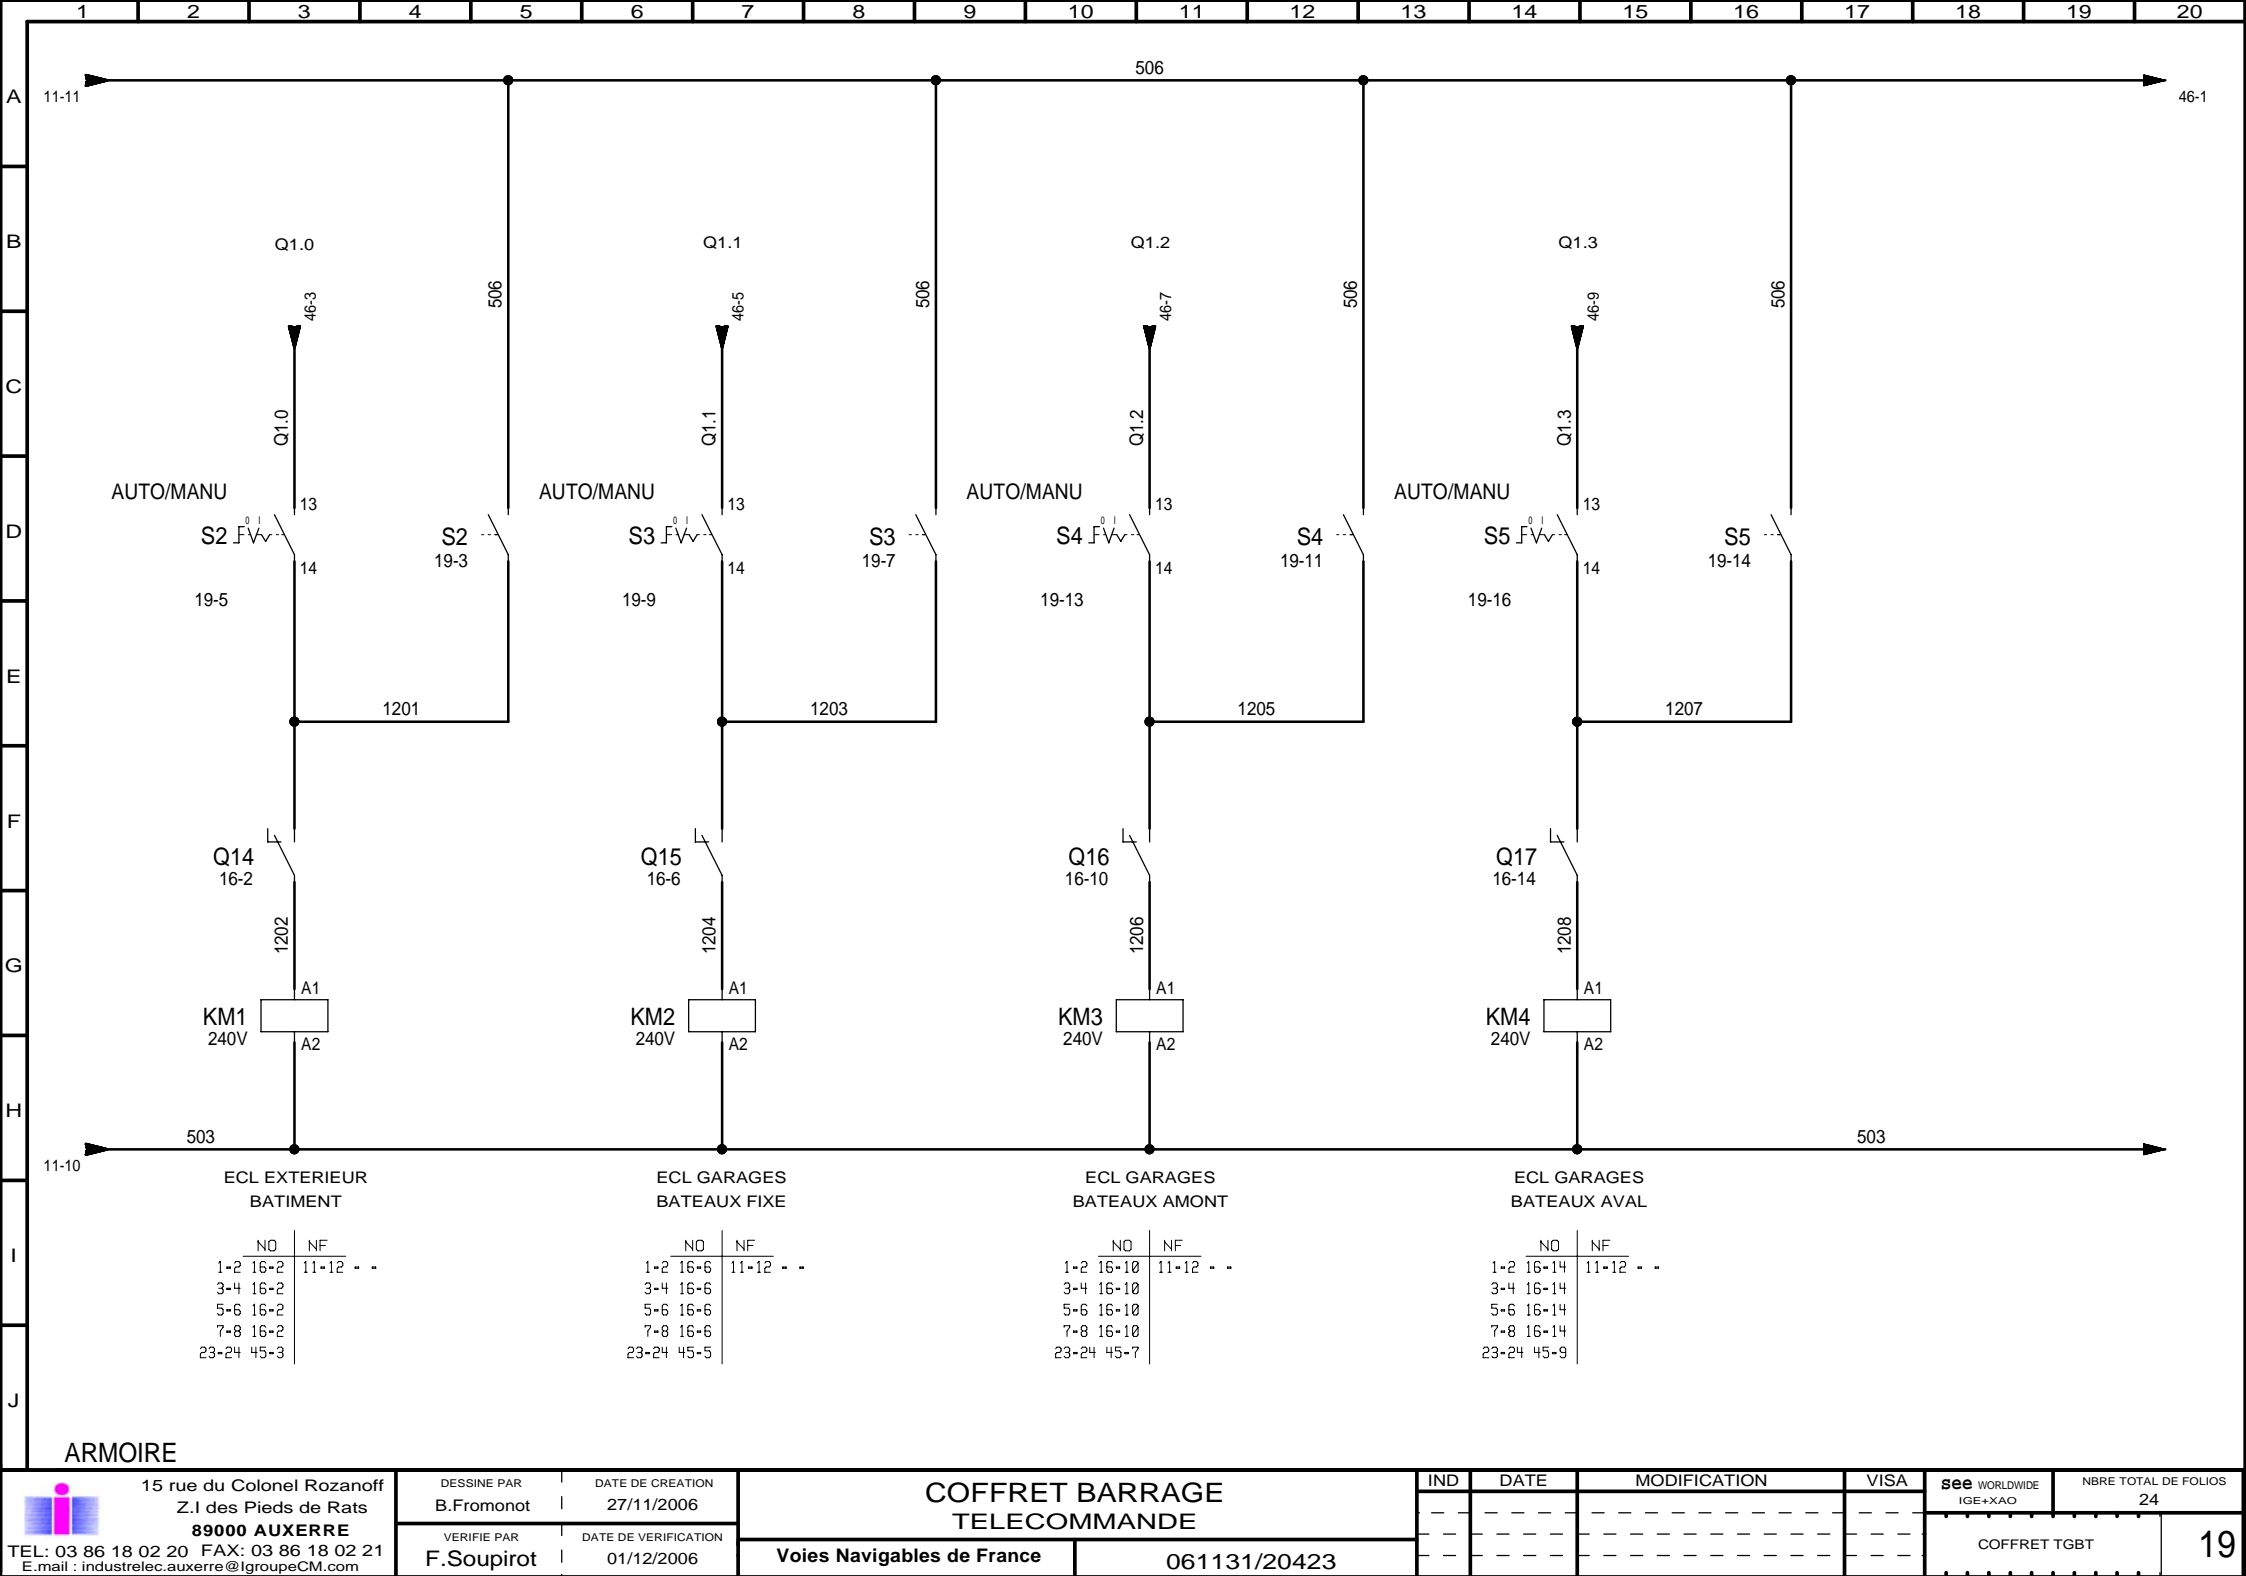 1 2 3 4 5 6 7 8 9 10 11 12 13 14 15 16 17 18 19 20
A
B
C
D
E
F
G
H
I
J
506
11-11
46-1
Q1.0 Q1.1 Q1.2 Q1.3
46-3 506 46-5 506 46-7 506 46-9 506
Q1.0 Q1.1 Q1.2 Q1.3
AUTO/MANU AUTO/MANU AUTO/MANU AUTO/MANU
13 13 13 13
0 I 0 I 0 I 0 I
S2 S2 S3 S3 S4 S4 S5 S5
19-3 19-7 19-11 19-14
14 14 14 14
19-5 19-9 19-13 19-16
1201 1203 1205 1207
Q14 Q15 Q16 Q17
16-2 16-6 16-10 16-14
1202 1204 1206 1208
A1 A1 A1 A1
KM1 KM2 KM3 KM4
240V 240V 240V 240V
A2 A2 A2 A2
503 503
11-10
ECL EXTERIEUR
BATIMENT
ECL GARAGES
BATEAUX FIXE
ECL GARAGES
BATEAUX AMONT
ECL GARAGES
BATEAUX AVAL
NO NF
1-2 16-2 11-12 - -
3-4 16-2
5-6 16-2
7-8 16-2
23-24 45-3
NO NF
1-2 16-6 11-12 - -
3-4 16-6
5-6 16-6
7-8 16-6
23-24 45-5
NO NF
1-2 16-10 11-12 - -
3-4 16-10
5-6 16-10
7-8 16-10
23-24 45-7
NO NF
1-2 16-14 11-12 - -
3-4 16-14
5-6 16-14
7-8 16-14
23-24 45-9
ARMOIRE
15 rue du Colonel Rozanoff
Z.I des Pieds de Rats
89000 AUXERRE
TEL: 03 86 18 02 20 FAX: 03 86 18 02 21
E.mail : industrelec.auxerre@IgroupeCM.com
DESSINE PAR
B.Fromonot
DATE DE CREATION
27/11/2006
VERIFIE PAR
F.Soupirot
DATE DE VERIFICATION
01/12/2006
COFFRET BARRAGE
TELECOMMANDE
Voies Navigables de France
061131/20423
IND DATE MODIFICATION VISA
see WORLDWIDE
IGE+XAO
NBRE TOTAL DE FOLIOS
24
COFFRET TGBT
19